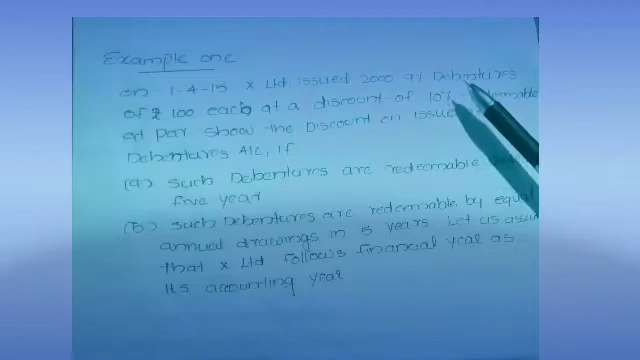 Example one
on 1-4-15 X Ltd issued 2000 9% Debentures
of ₹ 100 each at a discount of 10%
at par show the Discount on issue
Debentures A/c, if
(a) such Debentures are redeemable
five year
(b) such Debentures are redeemable by equal
annual drawings in 5 years Let us assum
that X Ltd follows financial year as
its accounting year